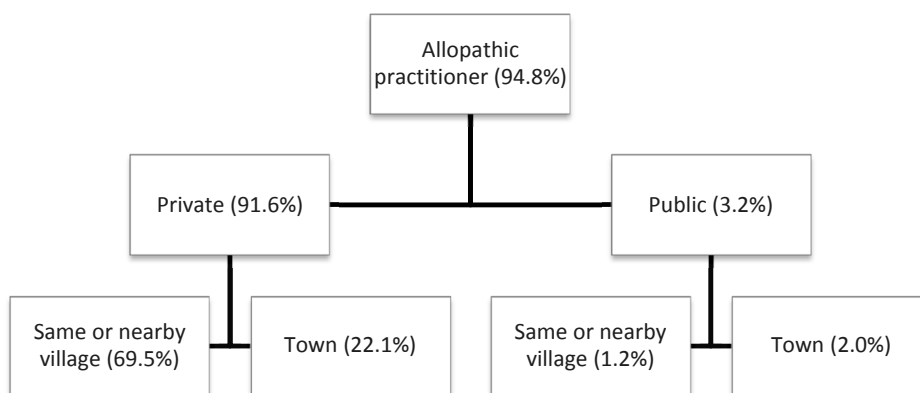 Allopathic
practitioner (94.8%)
Private (91.6%)
Public (3.2%)
Same or nearby
village (69.5%)
Town (22.1%)
Same or nearby
village (1.2%)
Town (2.0%)